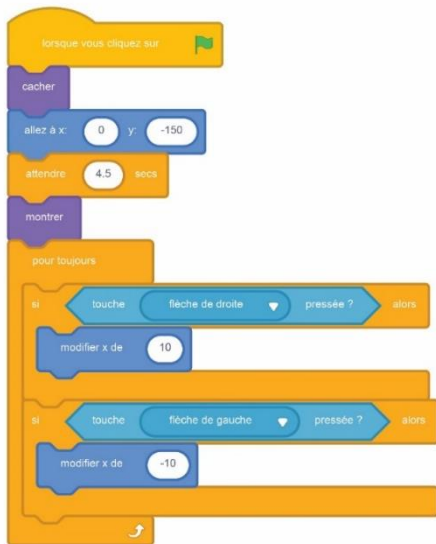 lorsque vous cliquez sur
cacher
allez à x: 0 y: -150
attendre 4.5 secs
montrer
pour toujours
si touche flèche de droite pressée ? alors
modifier x de 10
si touche flèche de gauche pressée ? alors
modifier x de -10